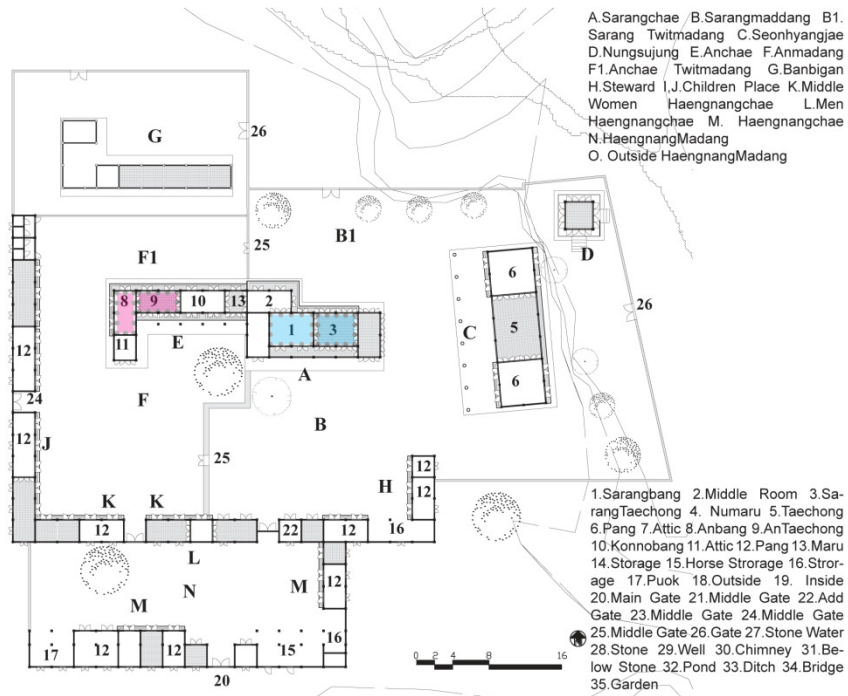 A.Sarangchae B.Sarangmaddang B1.
Sarang Twitmadang C.Seonhyangjae
D.Nungsujung E.Anchae F.Anmadang
F1.Anchae Twitmadang G.Banbigan
H.Steward I,J.Children Place K.Middle
Women Haengnangchae L.Men
Haengnangchae M. Haengnangchae
N.HaengnangMadang
O. Outside HaengnangMadang
G
26
B1
D
25
F1
6
8
9
10
13
2
26
1
3
C
5
11
E
12
A
6
24
F
B
12
J
25
12
H
12
K
K
12
22
12
16
L
12
M
N
M
1.Sarangbang 2.Middle Room 3.Sa-
rangTaechong 4. Numaru 5.Taechong
6.Pang 7.Attic 8.Anbang 9.AnTaechong
10.Konnobang 11.Attic 12.Pang 13.Maru
14.Storage 15.Horse Strorage 16.Stror-
age 17.Puok 18.Outside 19. Inside
20.Main Gate 21.Middle Gate 22.Add
Gate 23.Middle Gate 24.Middle Gate
25.Middle Gate 26.Gate 27.Stone Water
28.Stone 29.Well 30.Chimney 31.Be-
low Stone 32.Pond 33.Ditch 34.Bridge
35.Garden
17
12
12
15
16
20
0 2 4 8 16